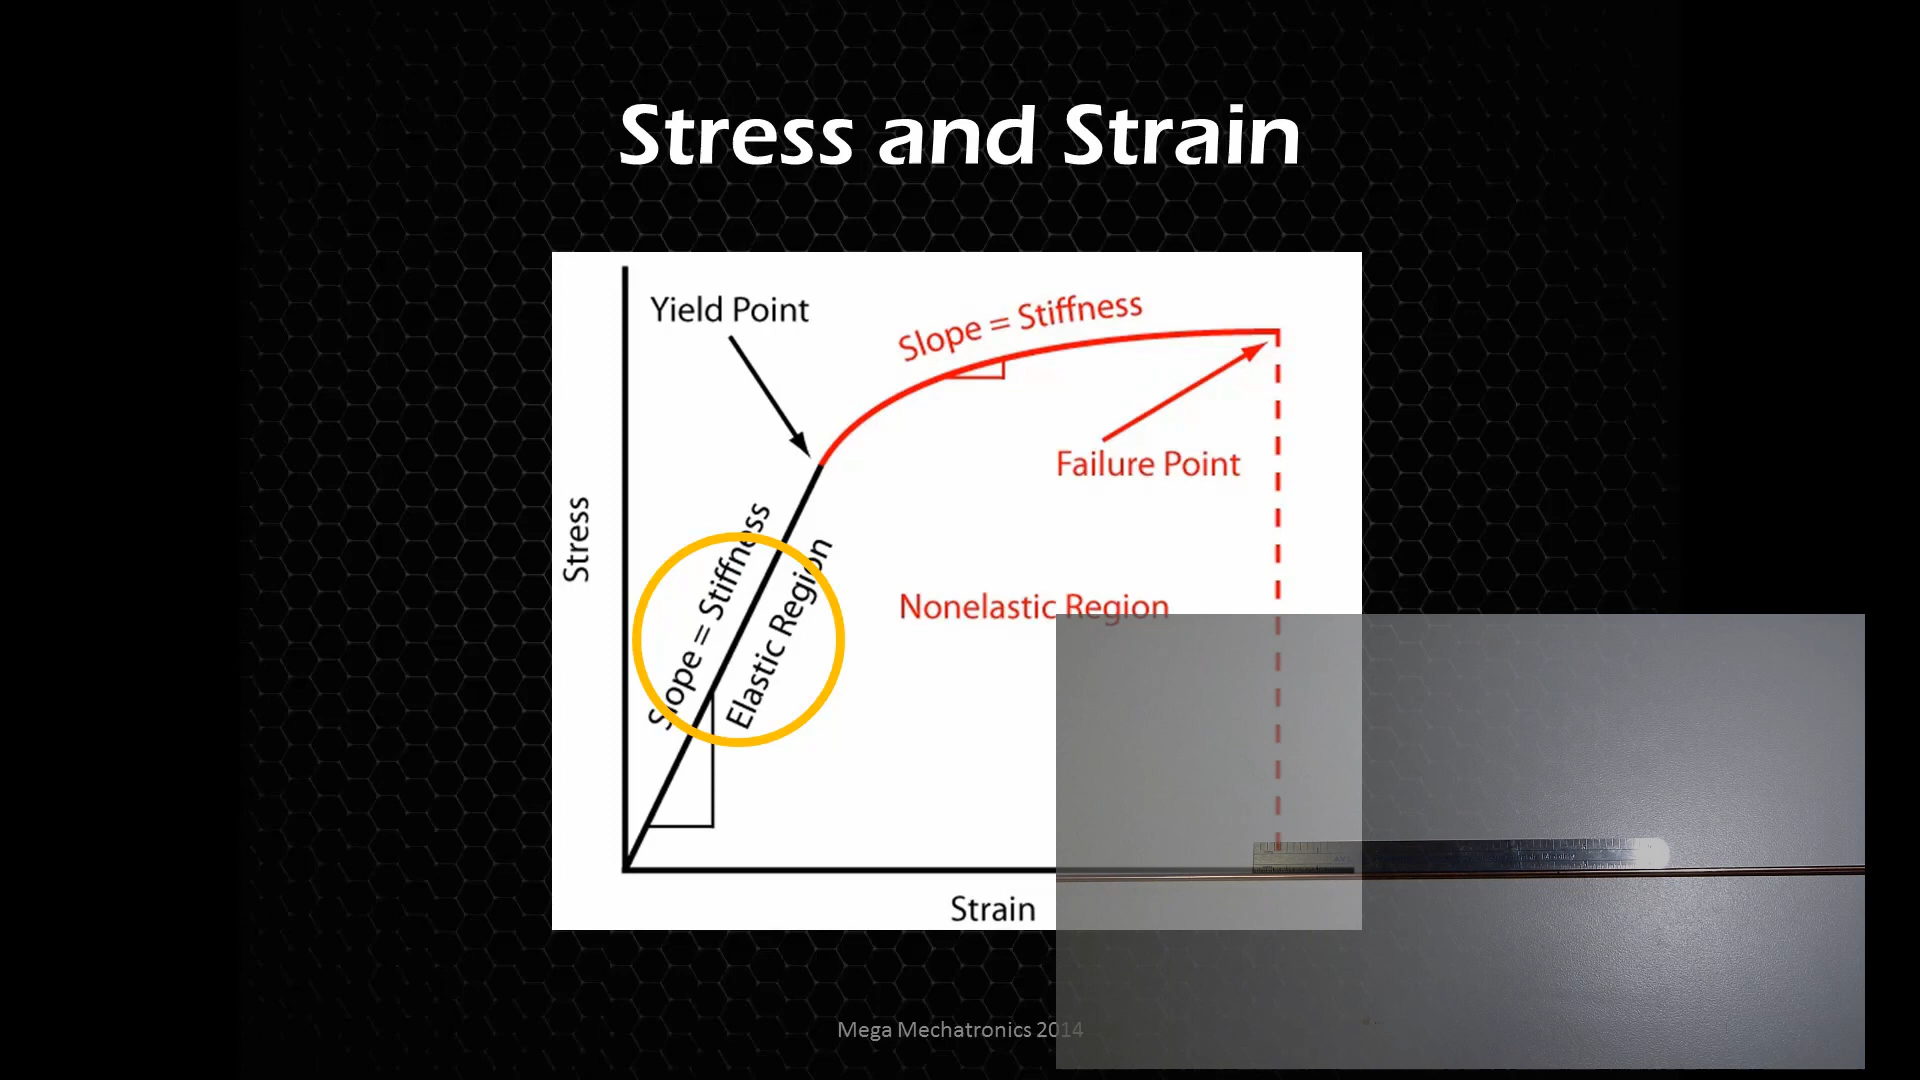 Stress and Strain
Yield Point
Slope = Stiffness
Failure Point
Stress
Slope = Stiffness
Elastic Region
Nonelastic Region
Strain
Mega Mechatronics 2014